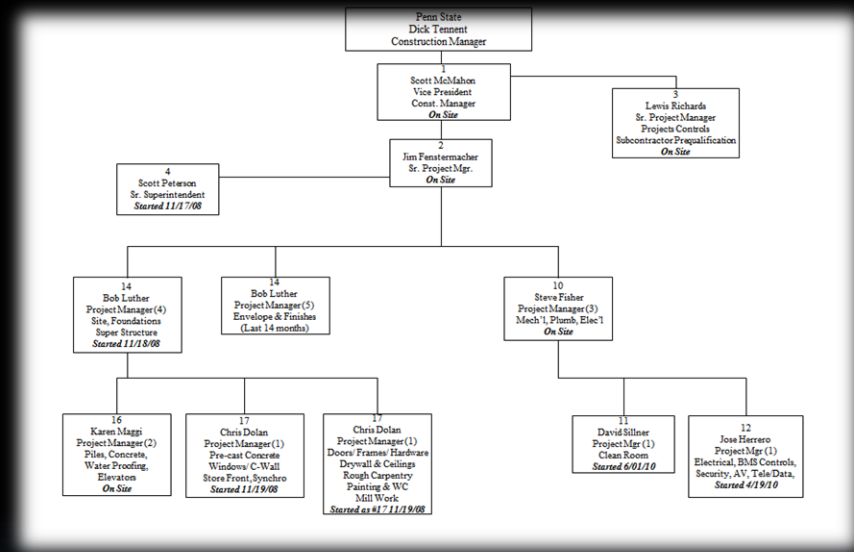 Penn State
Dick Tennent
Construction Manager
1
Scott McMahon
Vice President
Const. Manager
On Site
3
Lewis Richards
Sr. Project Manager
Projects Controls
Subcontractor Prequalification
On Site
2
Jim Fenstermacher
Sr. Project Mgr.
On Site
4
Scott Peterson
Sr. Superintendent
Started 11/17/08
14
Bob Luther
Project Manager (4)
Site, Foundations
Super Structure
Started 11/18/08
14
Bob Luther
Project Manager (5)
Envelope & Finishes
(Last 14 months)
10
Steve Fisher
Project Manager (3)
Mech'l, Plumb, Elec'l
On Site
16
Karen Maggi
Project Manager (2)
Piles, Concrete,
Water Proofing,
Elevators
On Site
17
Chris Dolan
Project Manager (1)
Pre-cast Concrete
Windows/ C-Wall
Store Front, Synchro
Started 11/19/08
17
Chris Dolan
Project Manager (1)
Doors/ Frames/ Hardware
Drywall & Ceilings
Rough Carpentry
Painting & WC
Mill Work
Started as #17 11/19/08
11
David Sillner
Project Mgr (1)
Clean Room
Started 6/01/10
12
Jose Herrero
Project Mgr (1)
Electrical, BMS Controls,
Security, AV, Tele/Data,
Started 4/19/10